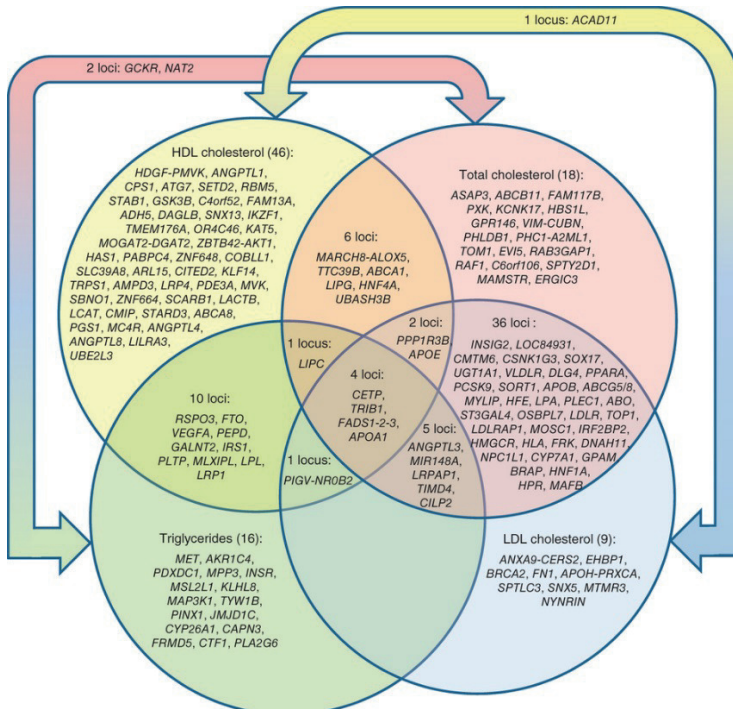 1 locus: ACAD11
2 loci: GCKR, NAT2
HDL cholesterol (46):
HDGF-PMVK, ANGPTL1,
CPS1, ATG7, SETD2, RBM5,
STAB1, GSK3B, C4orf52, FAM13A,
ADH5, DAGLB, SNX13, IKZF1,
TMEM176A, OR4C46, KAT5,
MOGAT2-DGAT2, ZBTB42-AKT1,
HAS1, PABPC4, ZNF648, COBLL1,
SLC39A8, ARL15, CITED2, KLF14,
TRPS1, AMPD3, LRP4, PDE3A, MVK,
SBNO1, ZNF664, SCARB1, LACTB,
LCAT, CMIP, STARD3, ABCA8,
PGS1, MC4R, ANGPTL4,
ANGPTL8, LILRA3,
UBE2L3
Total cholesterol (18):
ASAP3, ABCB11, FAM117B,
PXK, KCNK17, HBS1L,
GPR146, VIM-CUBN,
PHLDB1, PHC1-A2ML1,
TOM1, EVI5, RAB3GAP1,
RAF1, C6orf106, SPTY2D1,
MAMSTR, ERGIC3
6 loci:
MARCH8-ALOX5,
TTC39B, ABCA1,
LIPG, HNF4A,
UBASH3B
2 loci:
PPP1R3B,
APOE
36 loci :
INSIG2, LOC84931,
CMTM6, CSNK1G3, SOX17,
UGT1A1, VLDLR, DLG4, PPARA,
PCSK9, SORT1, APOB, ABCG5/8,
MYLIP, HFE, LPA, PLEC1, ABO,
ST3GAL4, OSBPL7, LDLR, TOP1,
LDLRAP1, MOSC1, IRF2BP2,
HMGCR, HLA, FRK, DNAH11,
NPC1L1, CYP7A1, GPAM,
BRAP, HNF1A,
HPR, MAFB
1 locus:
LIPC
4 loci:
CETP,
TRIB1,
FADS1-2-3,
APOA1
10 loci:
RSPO3, FTO,
VEGFA, PEPD,
GALNT2, IRS1,
PLTP, MLXIPL, LPL,
LRP1
5 loci:
ANGPTL3,
MIR148A,
LRPAP1,
TIMD4,
CILP2
1 locus:
PIGV-NR0B2
Triglycerides (16):
MET, AKR1C4,
PDXDC1, MPP3, INSR,
MSL2L1, KLHL8,
MAP3K1, TYW1B,
PINX1, JMJD1C,
CYP26A1, CAPN3,
FRMD5, CTF1, PLA2G6
LDL cholesterol (9):
ANXA9-CERS2, EHBP1,
BRCA2, FN1, APOH-PRXCA,
SPTLC3, SNX5, MTMR3,
NYNRIN